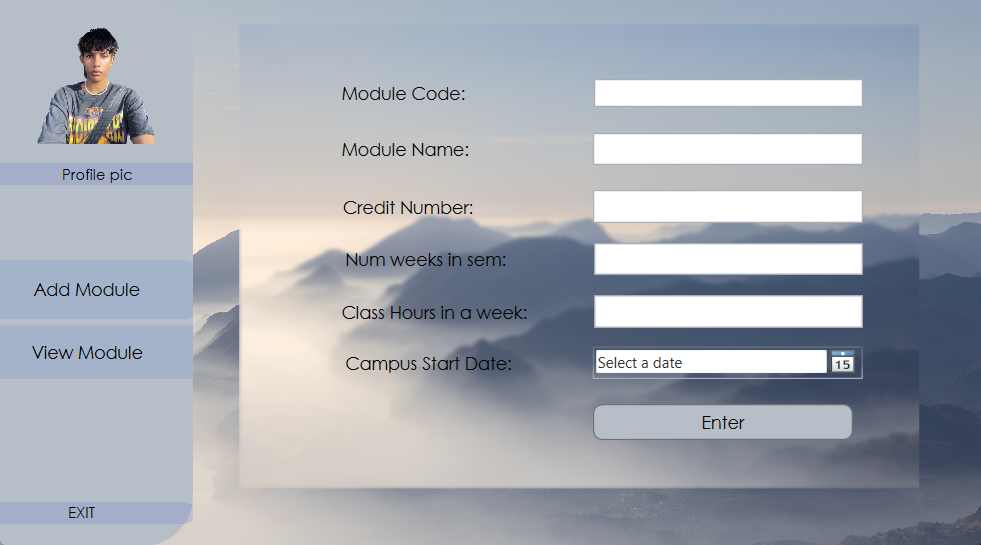 Profile pic
Add Module
View Module
EXIT
Module Code:
Module Name:
Credit Number:
Num weeks in sem:
Class Hours in a week:
Campus Start Date:
Select a date
15
Enter